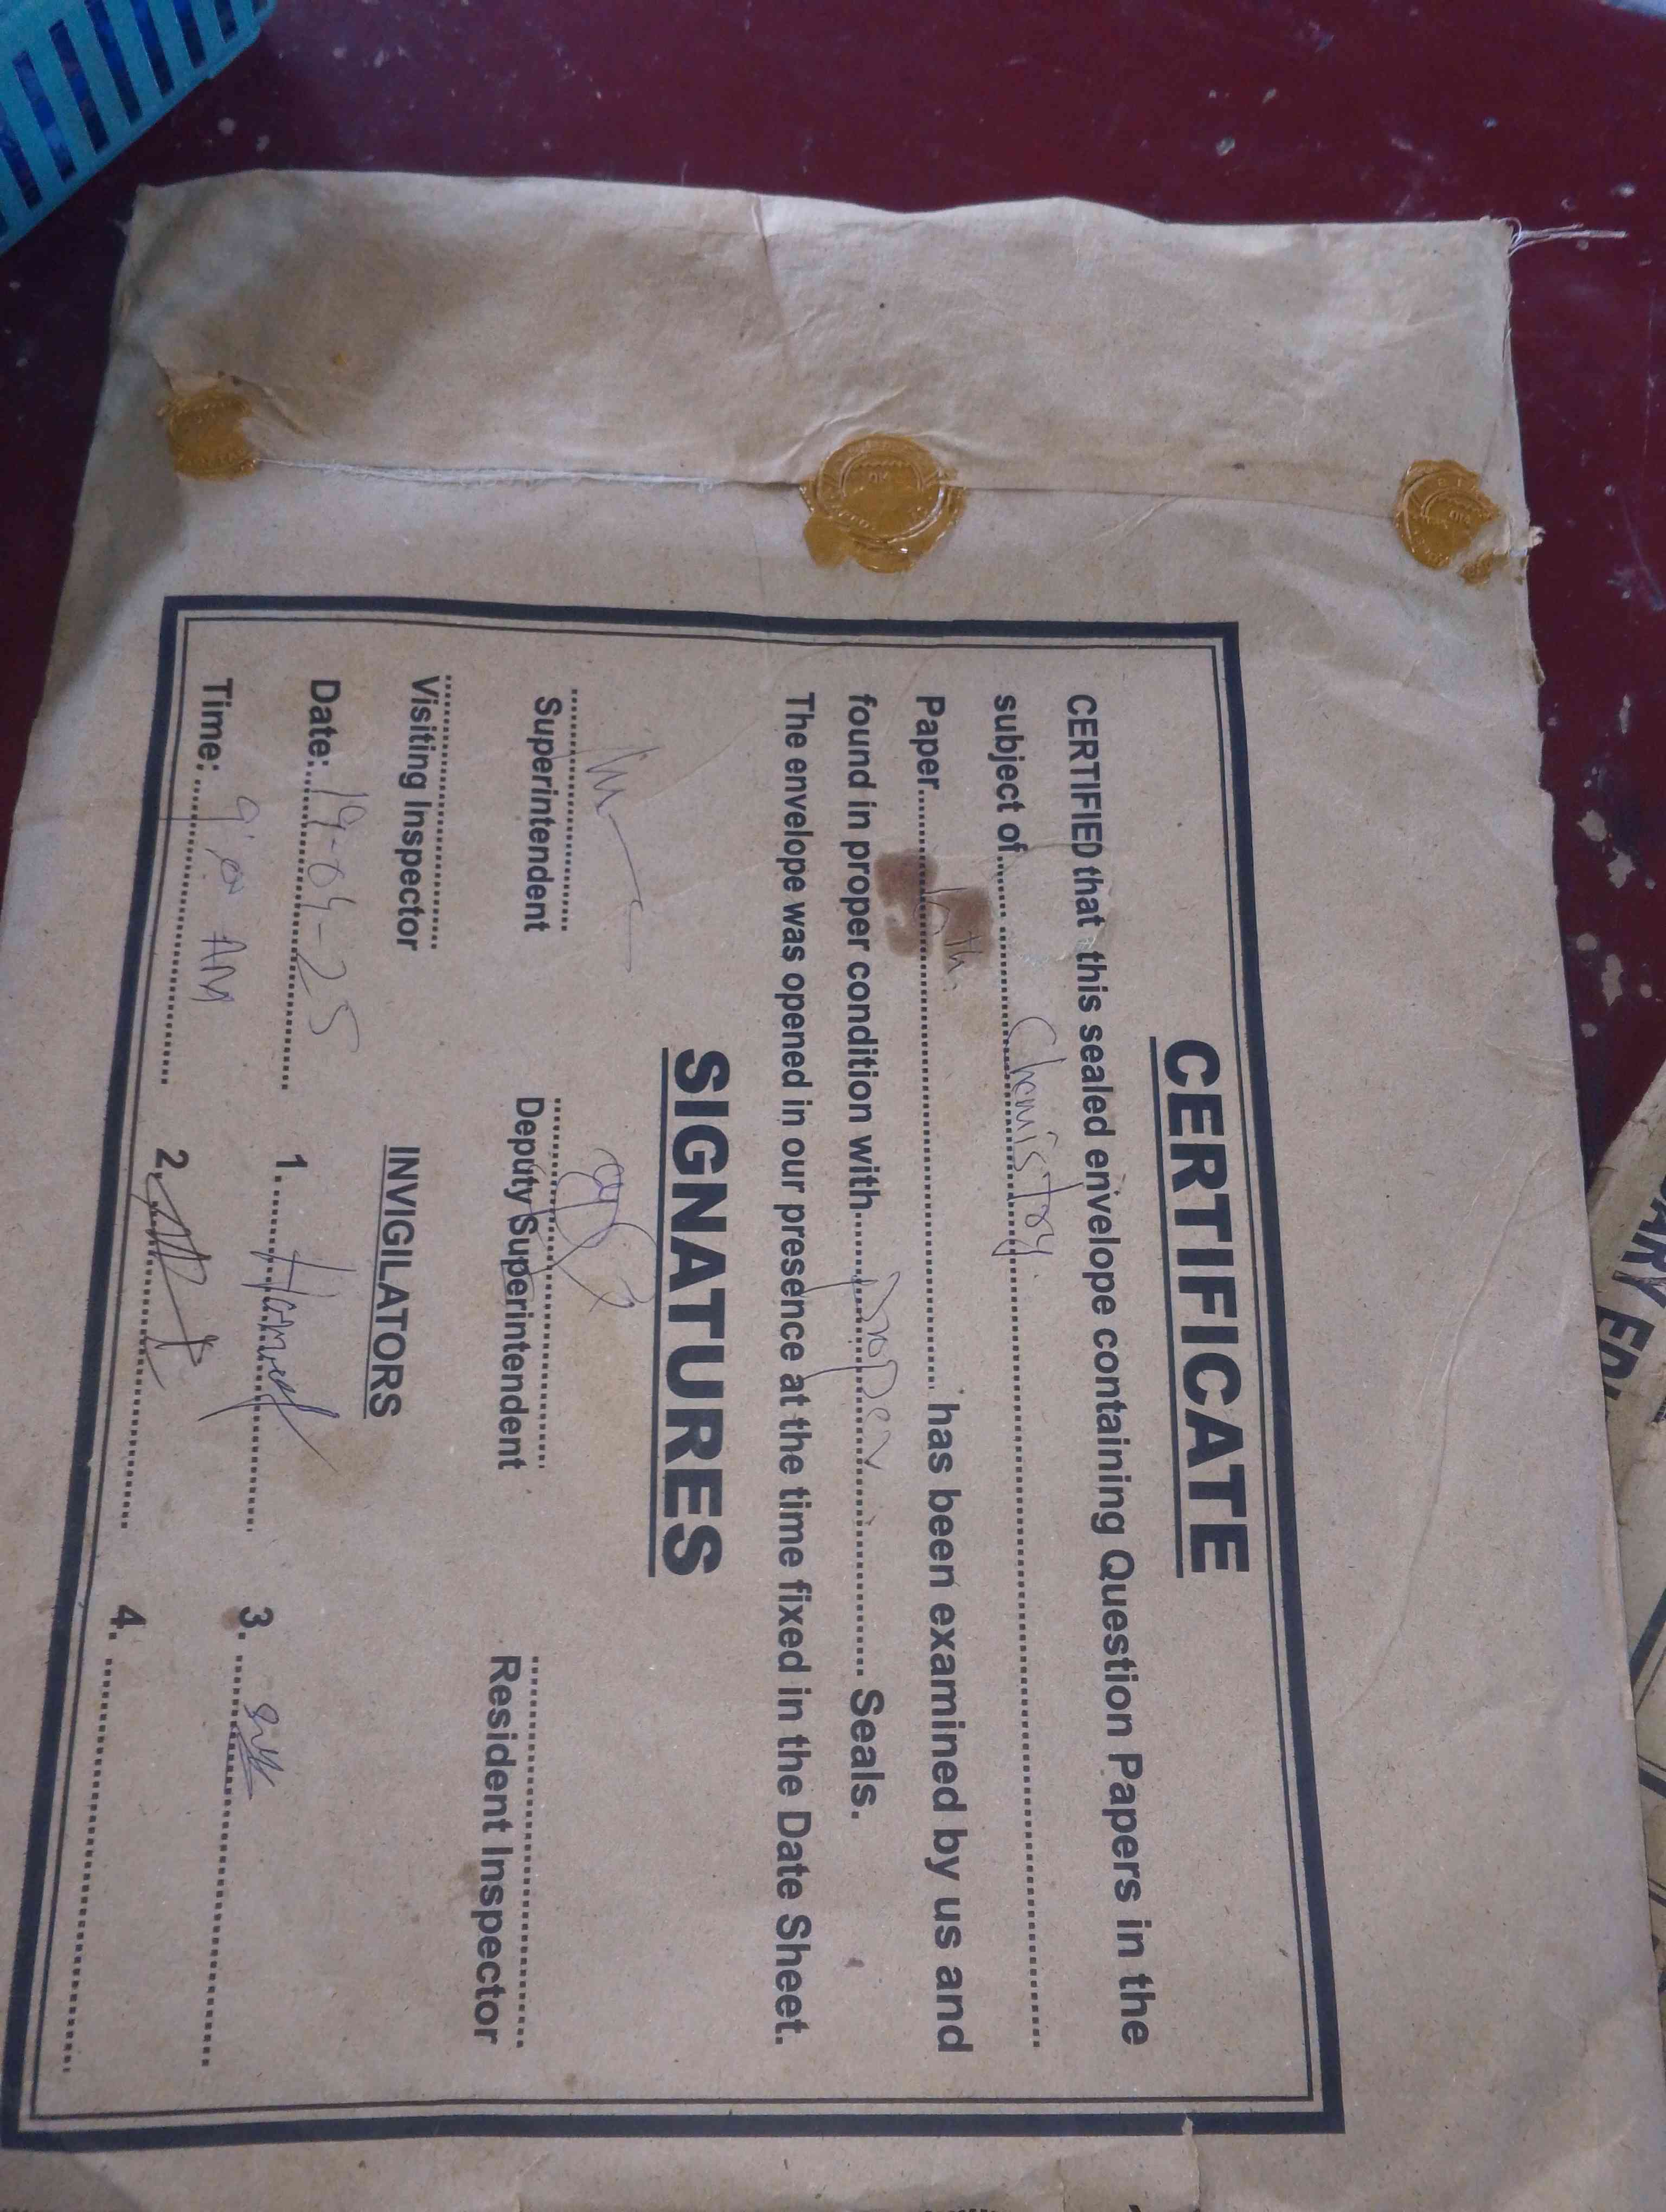 CERTIFICATE
CERTIFIED that this sealed envelope containing Question Papers in the
subject of.......... Chemistry ..........
Paper.......... th .......... has been examined by us and
found in proper condition with.......... proper .......... Seals.
The envelope was opened in our presence at the time fixed in the Date Sheet.
SIGNATURES
Superintendent Deputy Superintendent Resident Inspector
Visiting Inspector INVIGILATORS
Date: 19-04-25 1. 3.
Time: 9:00 AM 2. 4.